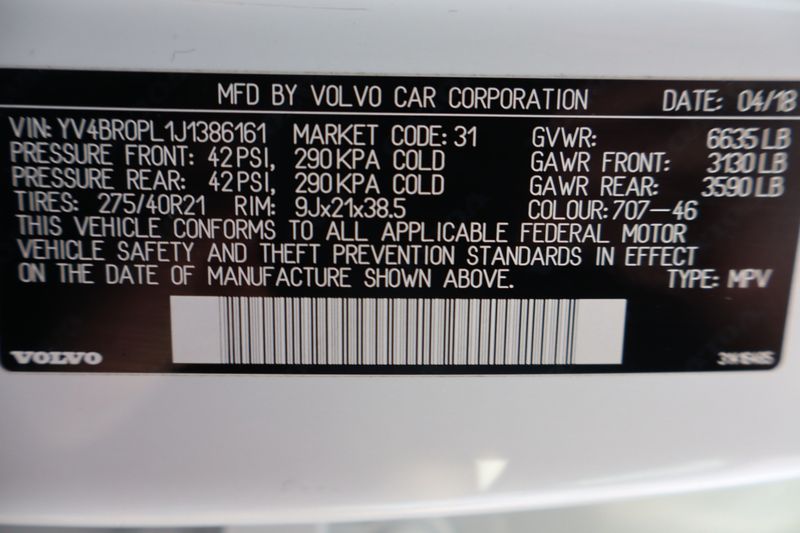 MFD BY VOLVO CAR CORPORATION DATE: 04/18
VIN: YV4BR0PL1J1386161 MARKET CODE: 31 GVWR: 6635 LB
PRESSURE FRONT: 42 PSI, 290 KPA COLD GAWR FRONT: 3130 LB
PRESSURE REAR: 42 PSI, 290 KPA COLD GAWR REAR: 3590 LB
TIRES: 275/40R21 RIM: 9Jx21x38.5 COLOUR: 707-46
THIS VEHICLE CONFORMS TO ALL APPLICABLE FEDERAL MOTOR
VEHICLE SAFETY AND THEFT PREVENTION STANDARDS IN EFFECT
ON THE DATE OF MANUFACTURE SHOWN ABOVE. TYPE: MPV
VOLVO